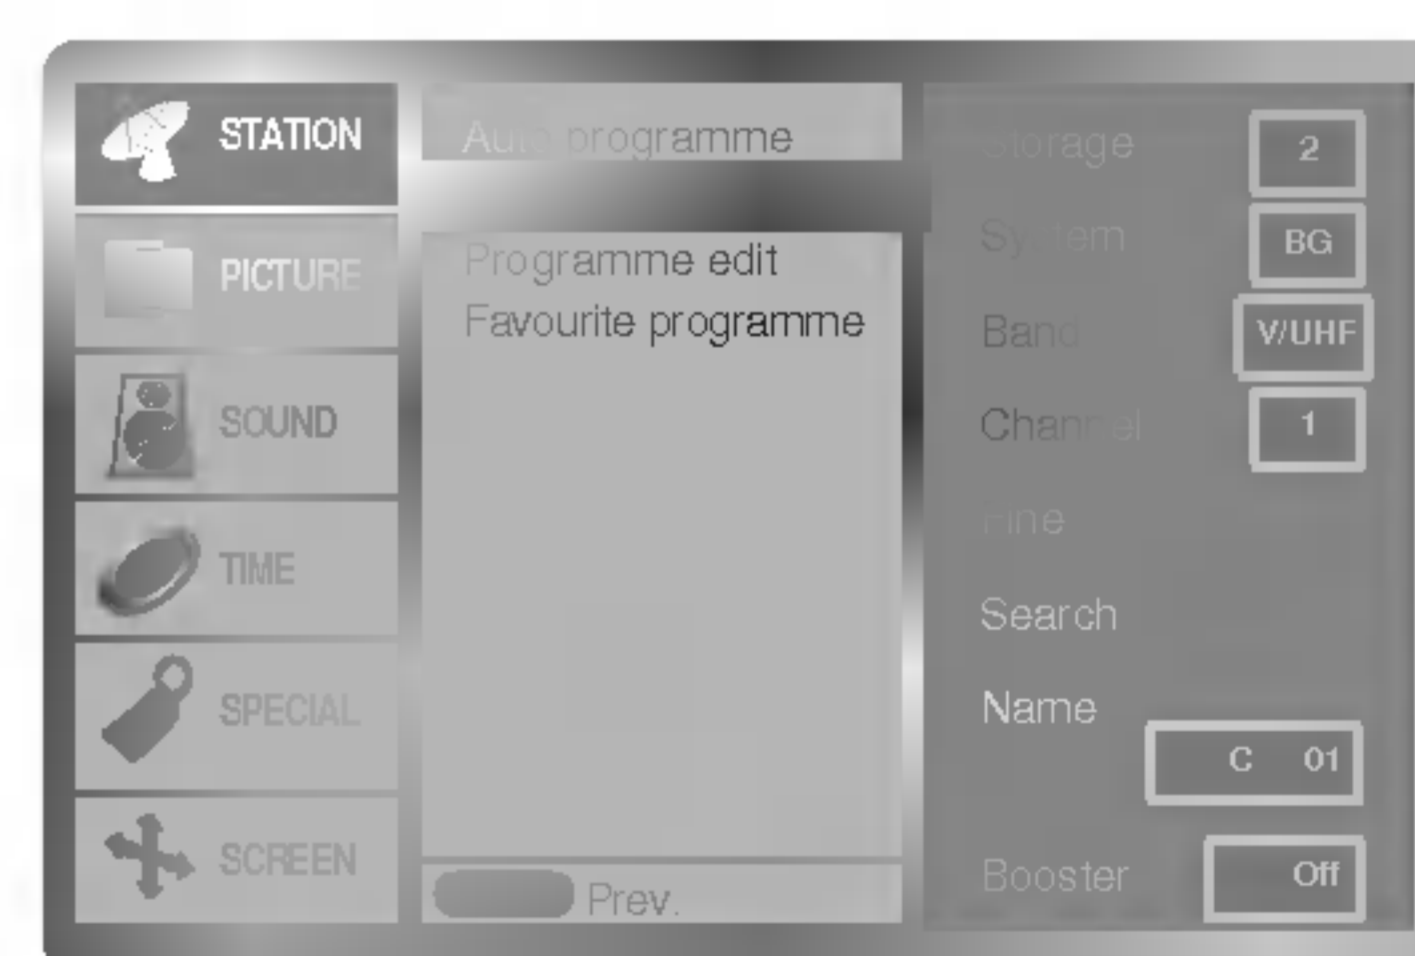 STATION
PICTURE
SOUND
TIME
SPECIAL
SCREEN
Auto programme
Programme edit
Favourite programme
Prev.
Storage 2
System BG
Band V/UHF
Channel 1
Fine
Search
Name
C 01
Booster Off